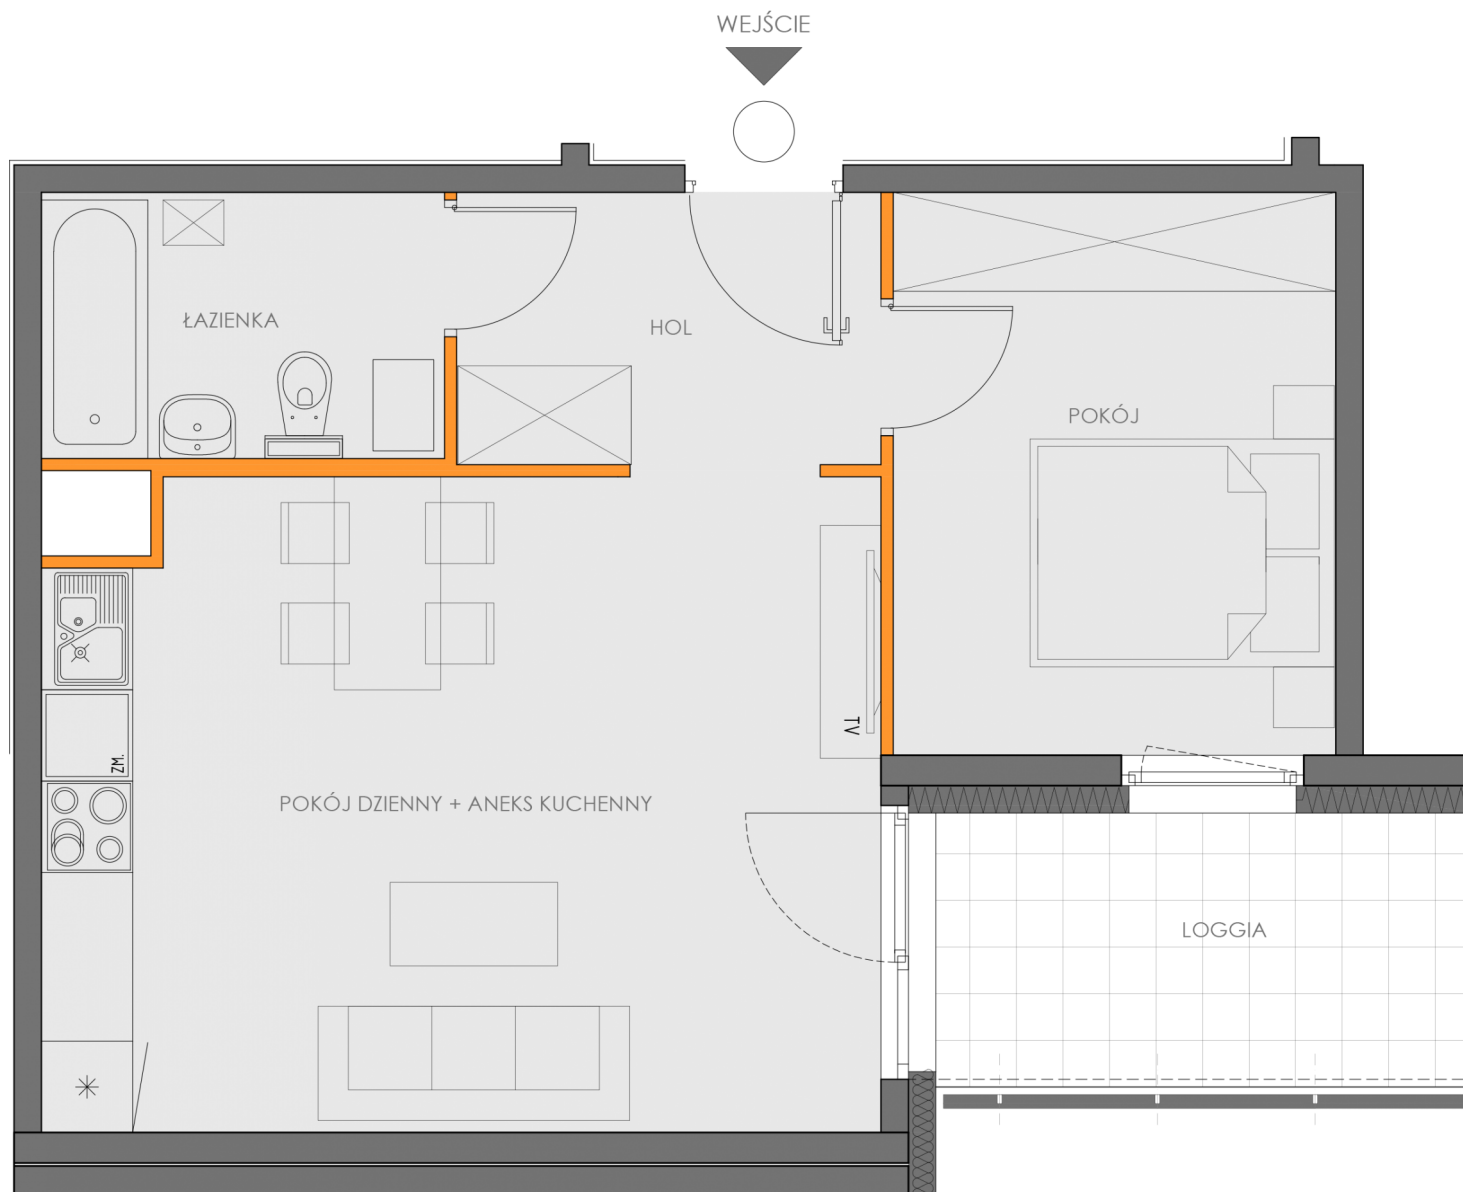 WEJŚCIE
ŁAZIENKA
HOL
POKÓJ
TV
ZM.
POKÓJ DZIENNY + ANEKS KUCHENNY
LOGGIA